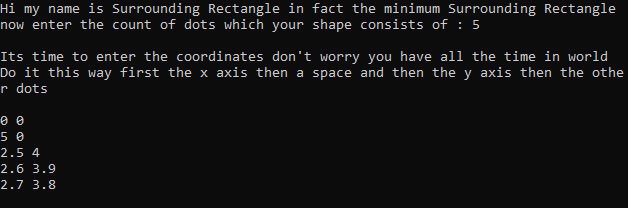 Hi my name is Surrounding Rectangle in fact the minimum Surrounding Rectangle
now enter the count of dots which your shape consists of : 5
Its time to enter the coordinates don't worry you have all the time in world
Do it this way first the x axis then a space and then the y axis then the othe
r dots
0 0
5 0
2.5 4
2.6 3.9
2.7 3.8